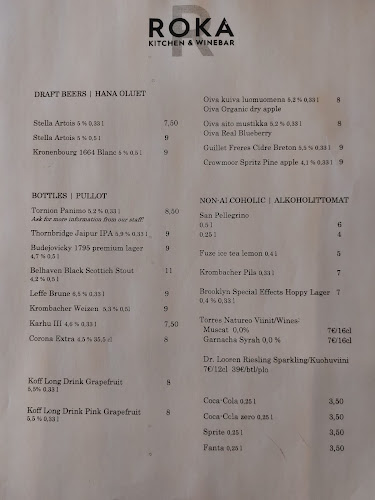 ROKA
KITCHEN & WINEBAR
DRAFT BEERS | HANA OLUET
Stella Artois 5 % 0,33 l 7,50
Stella Artois 5 % 0,5 l 9
Kronenbourg 1664 Blanc 5 % 0,5 l 9
BOTTLES | PULLOT
Tornion Panimo 5,2 % 0,33 l 8,50
Ask for more information from our staff!
Thornbridge Jaipur IPA 5,9 % 0,33 l 9
Budejovicky 1795 premium lager 9
4,7 % 0,5 l
Belhaven Black Scottich Stout 11
4,2 % 0,5 l
Leffe Brune 6,5 % 0,33 l 9
Krombacher Weizen 5,3 % 0,5 l 9
Karhu III 4,6 % 0,33 l 7,50
Corona Extra 4,5 % 35,5 cl 8
Koff Long Drink Grapefruit 8
5,5% 0,33 l
Koff Long Drink Pink Grapefruit 8
5,5 % 0,33 l
Oiva kuiva luomuomena 5,2 % 0,33 l 8
Oiva Organic dry apple
Oiva aito mustikka 5,2 % 0,33 l 8
Oiva Real Blueberry
Guillet Freres Cidre Breton 5,5 % 0,33 l 9
Crowmoor Spritz Pine apple 4,1 % 0,33 l 9
NON-AlCOHOLIC | ALKOHOLITTOMAT
San Pellegrino
0.5 l 6
0.25 l 4
Fuze ice tea lemon 0,4 l 5
Krombacher Pils 0,33 l 7
Brooklyn Special Effects Hoppy Lager 7
0,4 % 0,33 l
Torres Natureo Viinit/Wines:
Muscat 0,0% 7€/16cl
Garnacha Syrah 0,0 % 7€/16cl
Dr. Looren Riesling Sparkling/Kuohuviini
7€/12cl 39€/btl/plo
Coca-Cola 0,25 l 3,50
Coca-Cola zero 0,25 l 3,50
Sprite 0,25 l 3,50
Fanta 0,25 l 3,50